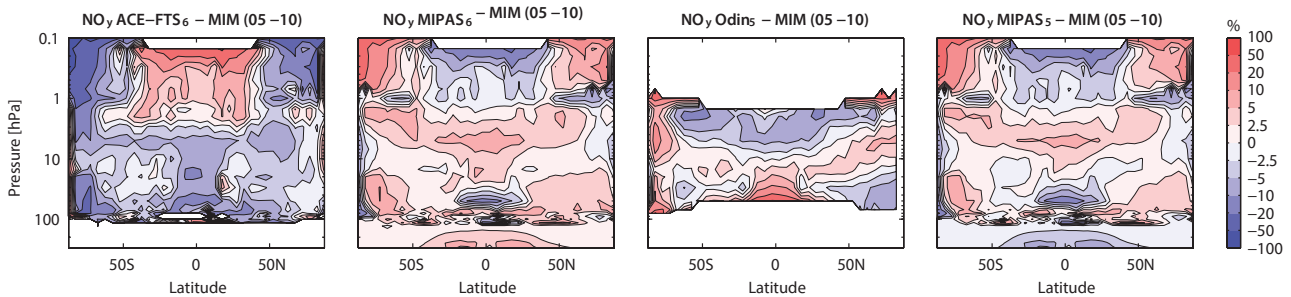 NOy ACE−FTS6 − MIM (05 −10)
NOy MIPAS6 − MIM (05 −10)
NOy Odin5 − MIM (05 −10)
NOy MIPAS5 − MIM (05 −10)
Pressure [hPa]
0.1
1
10
100
50S 0 50N
50S 0 50N
50S 0 50N
50S 0 50N
Latitude
Latitude
Latitude
Latitude
%
100
50
20
10
5
2.5
0
−2.5
−5
−10
−20
−50
−100